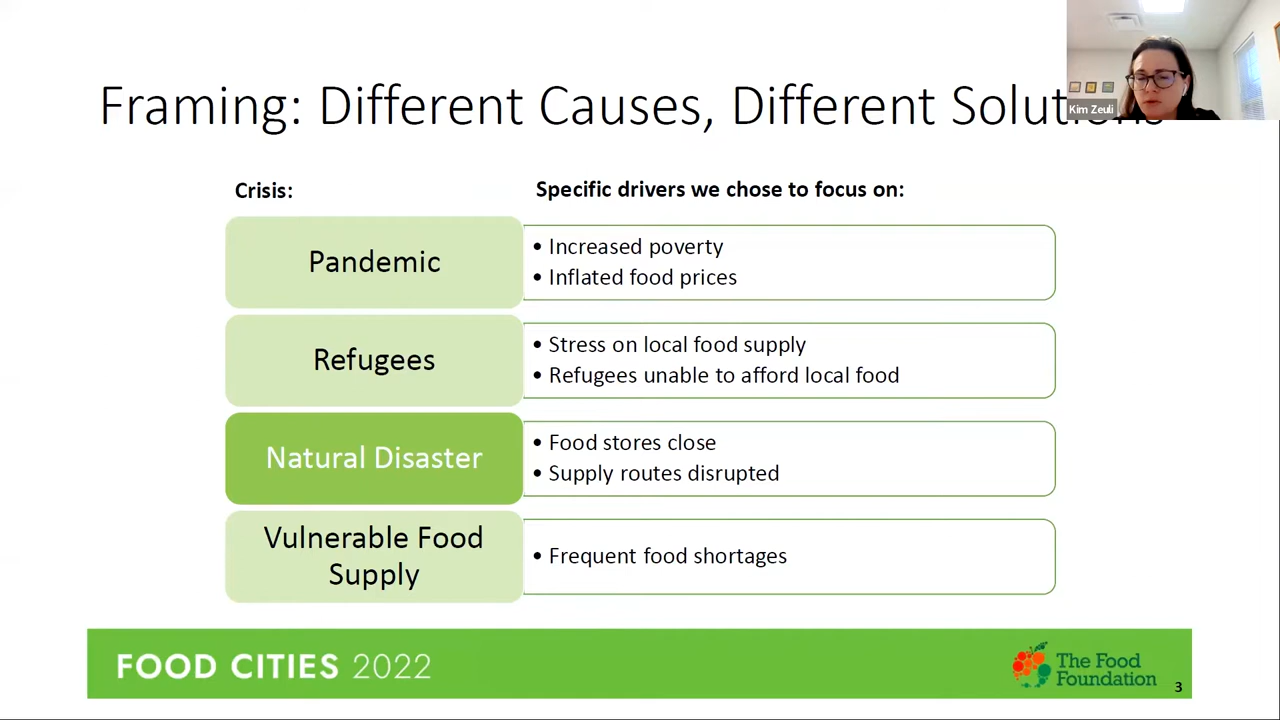 Framing: Different Causes, Different Solutions
Kim Zeuli
Crisis:
Specific drivers we chose to focus on:
Pandemic
• Increased poverty
• Inflated food prices
Refugees
• Stress on local food supply
• Refugees unable to afford local food
Natural Disaster
• Food stores close
• Supply routes disrupted
Vulnerable Food
Supply
• Frequent food shortages
FOOD CITIES 2022
The Food
Foundation
3